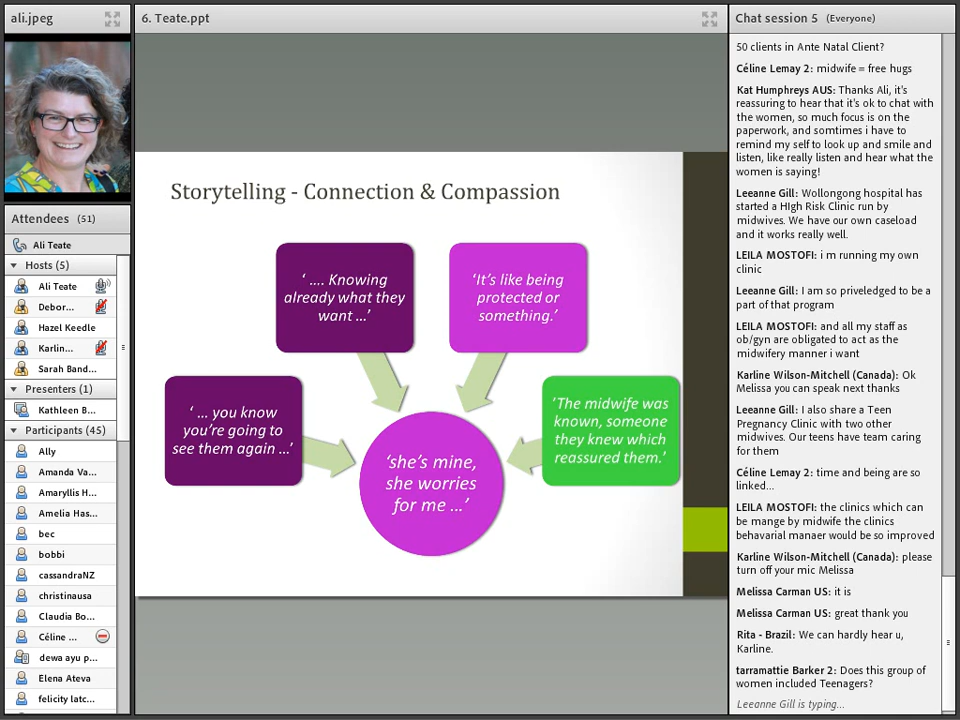 ali.jpeg
Attendees (51)
Ali Teate
Hosts (5)
Ali Teate
Debor...
Hazel Keedle
Karlin...
Sarah Band...
Presenters (1)
Kathleen B...
Participants (45)
Ally
Amanda Va...
Amaryllis H...
Amelia Has...
bec
bobbi
cassandraNZ
christinausa
Claudia Bo...
Céline ...
dewa ayu p...
Elena Ateva
felicity latc...
6. Teate.ppt
Storytelling - Connection & Compassion
‘ .... Knowing
already what they
want ...’
‘It’s like being
protected or
something.’
‘ ... you know
you’re going to
see them again ...’
’The midwife was
known, someone
they knew which
reassured them.’
‘she’s mine,
she worries
for me ...’
Chat session 5 (Everyone)
50 clients in Ante Natal Client?
Céline Lemay 2: midwife = free hugs
Kat Humphreys AUS: Thanks Ali, it's
reassuring to hear that it's ok to chat with
the women, so much focus is on the
paperwork, and somtimes i have to
remind my self to look up and smile and
listen, like really listen and hear what the
women is saying!
Leeanne Gill: Wollongong hospital has
started a HIgh Risk Clinic run by
midwives. We have our own caseload
and it works really well.
LEILA MOSTOFI: i m running my own
clinic
Leeanne Gill: I am so priveledged to be a
part of that program
LEILA MOSTOFI: and all my staff as
ob/gyn are obligated to act as the
midwifery manner i want
Karline Wilson-Mitchell (Canada): Ok
Melissa you can speak next thanks
Leeanne Gill: I also share a Teen
Pregnancy Clinic with two other
midwives. Our teens have team caring
for them
Céline Lemay 2: time and being are so
linked...
LEILA MOSTOFI: the clinics which can
be mange by midwife the clinics
behavarial manaer would be so improved
Karline Wilson-Mitchell (Canada): please
turn off your mic Melissa
Melissa Carman US: it is
Melissa Carman US: great thank you
Rita - Brazil: We can hardly hear u,
Karline.
tarramattie Barker 2: Does this group of
women included Teenagers?
Leeanne Gill is typing...